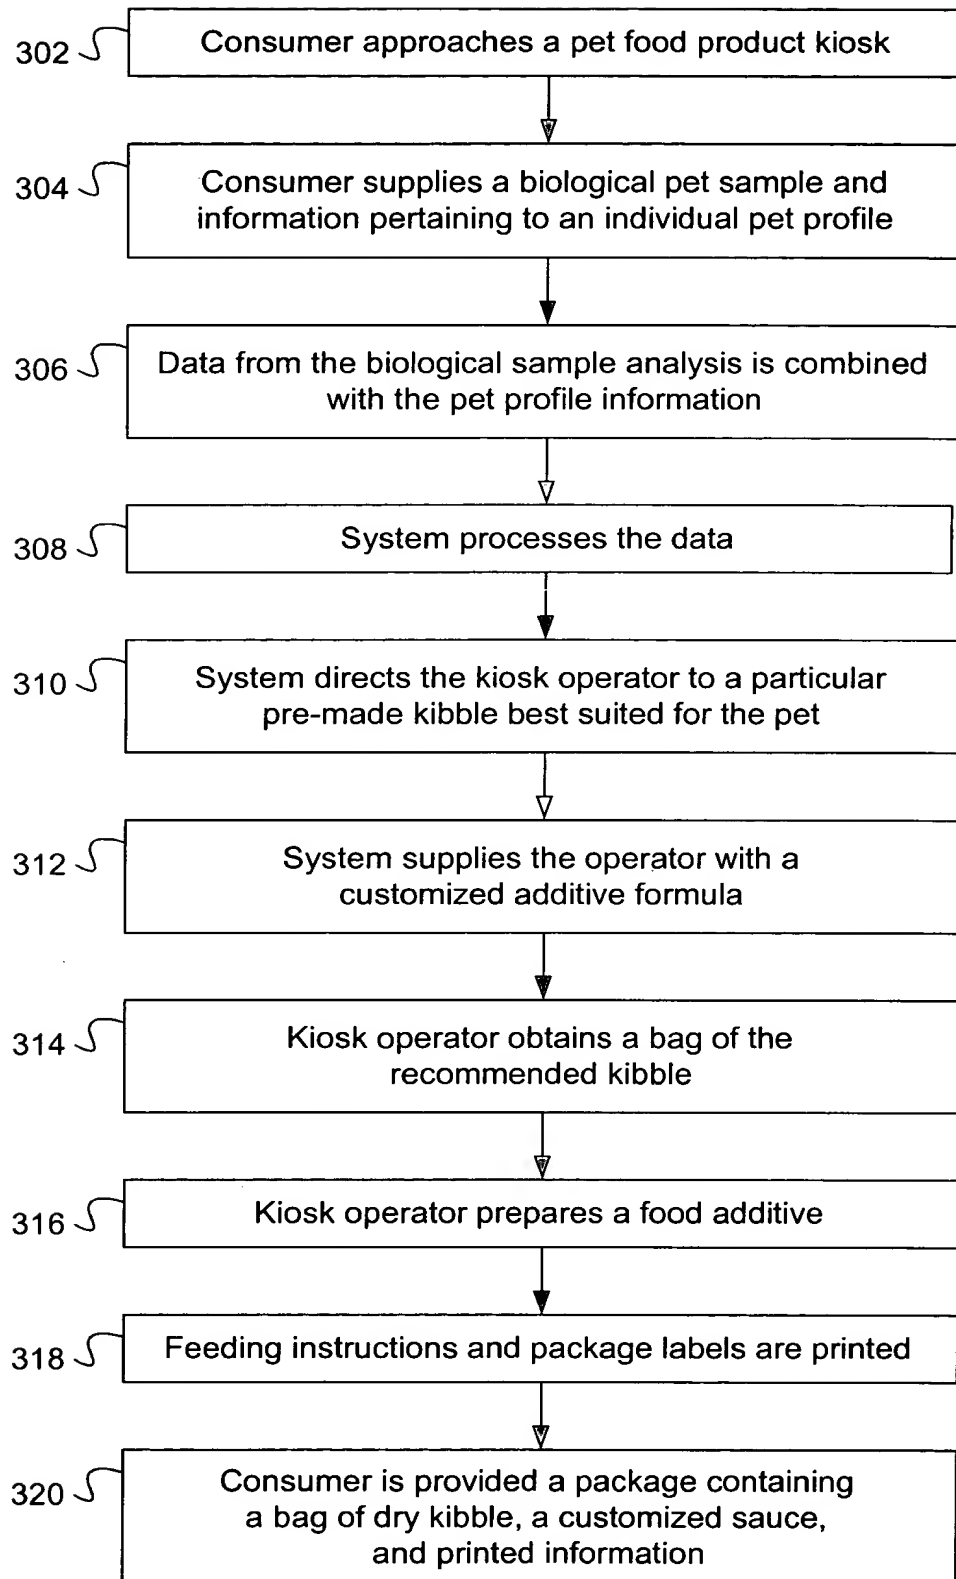 302
Consumer approaches a pet food product kiosk
304
Consumer supplies a biological pet sample and
information pertaining to an individual pet profile
306
Data from the biological sample analysis is combined
with the pet profile information
308
System processes the data
310
System directs the kiosk operator to a particular
pre-made kibble best suited for the pet
312
System supplies the operator with a
customized additive formula
314
Kiosk operator obtains a bag of the
recommended kibble
316
Kiosk operator prepares a food additive
318
Feeding instructions and package labels are printed
320
Consumer is provided a package containing
a bag of dry kibble, a customized sauce,
and printed information